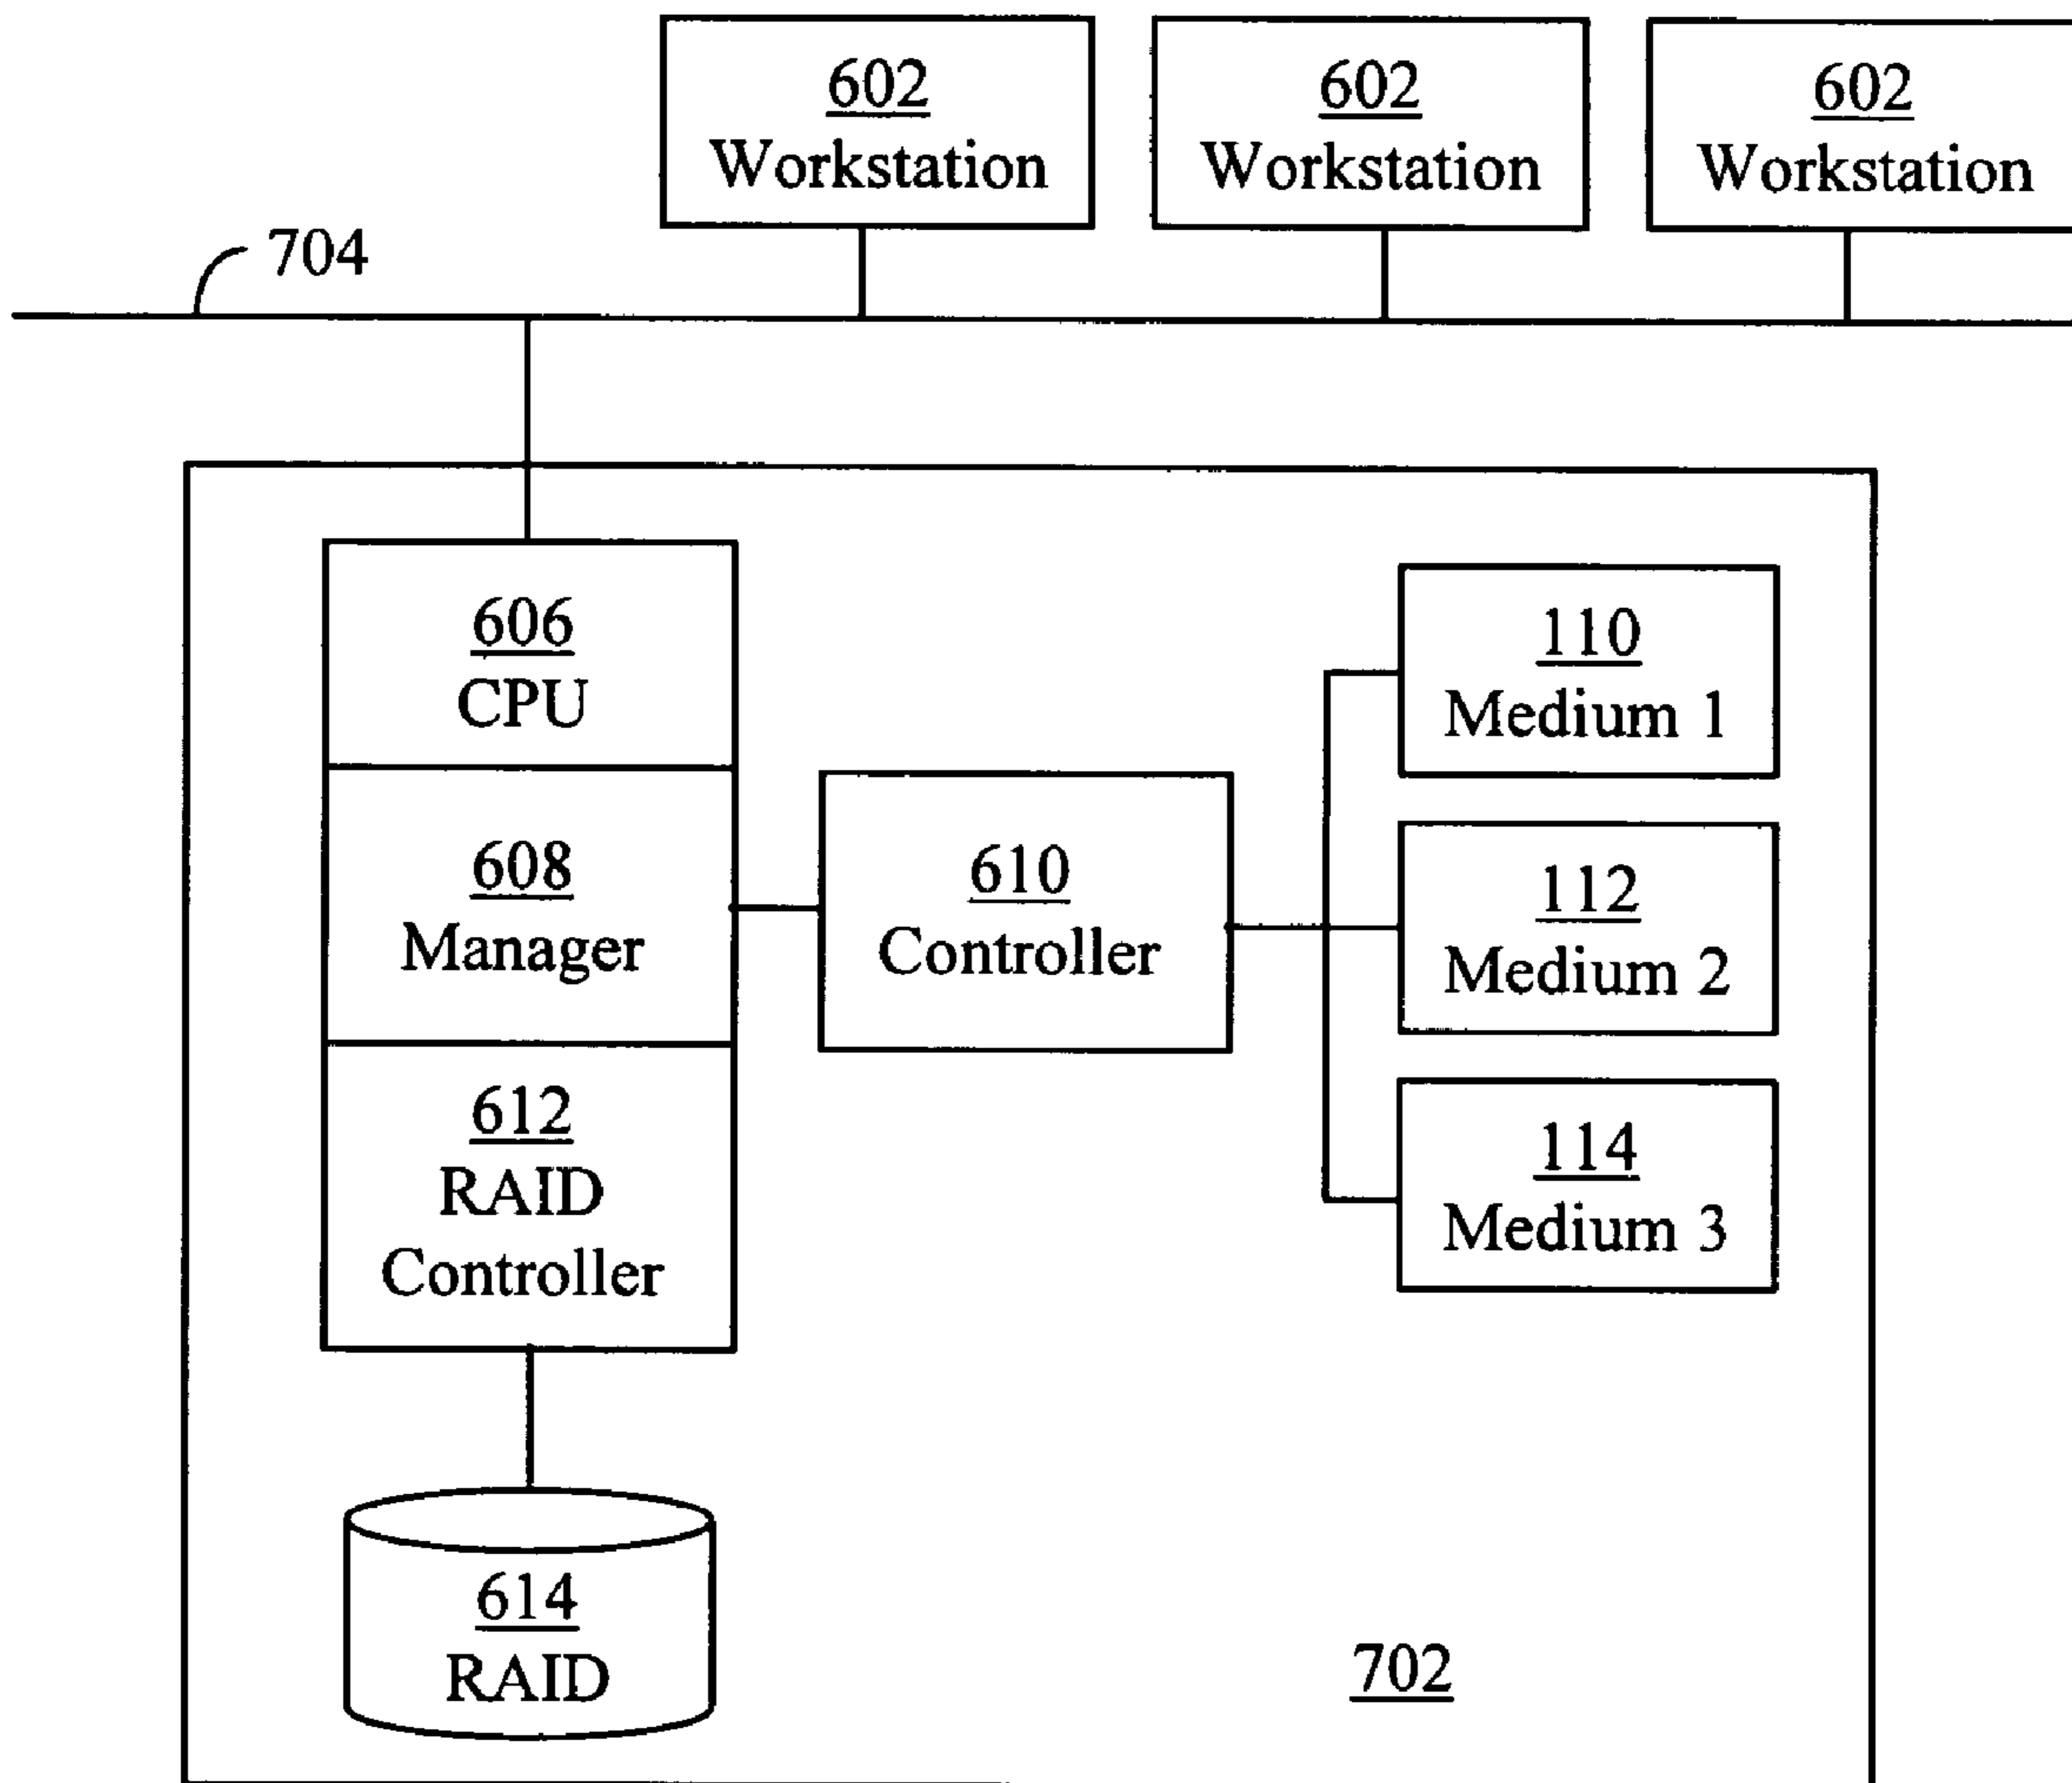 602
Workstation
602
Workstation
602
Workstation
704
606
CPU
608
Manager
612
RAID
Controller
610
Controller
110
Medium 1
112
Medium 2
114
Medium 3
614
RAID
702